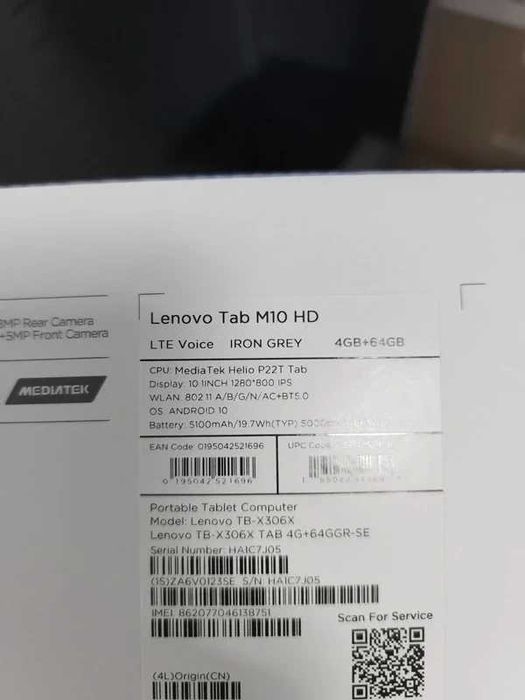 8MP Rear Camera
+5MP Front Camera
MEDIATEK
Lenovo Tab M10 HD
LTE Voice IRON GREY 4GB+64GB
CPU: MediaTek Helio P22T Tab
Display: 10.1INCH 1280*800 IPS
WLAN: 802.11 A/B/G/N/AC+BT5.0
OS: ANDROID 10
Battery: 5100mAh/19.7Wh(TYP)
EAN Code: 0195042521696
UPC Code
0 195042 521696
Portable Tablet Computer
Model: Lenovo TB-X306X
Lenovo TB-X306X TAB 4G+64GGR-SE
Serial Number: HA1C7J05
(1S)ZA6V0123SE S/N: HA1C7J05
IMEI: 862077046138751
Scan For Service
(4L)Origin(CN)